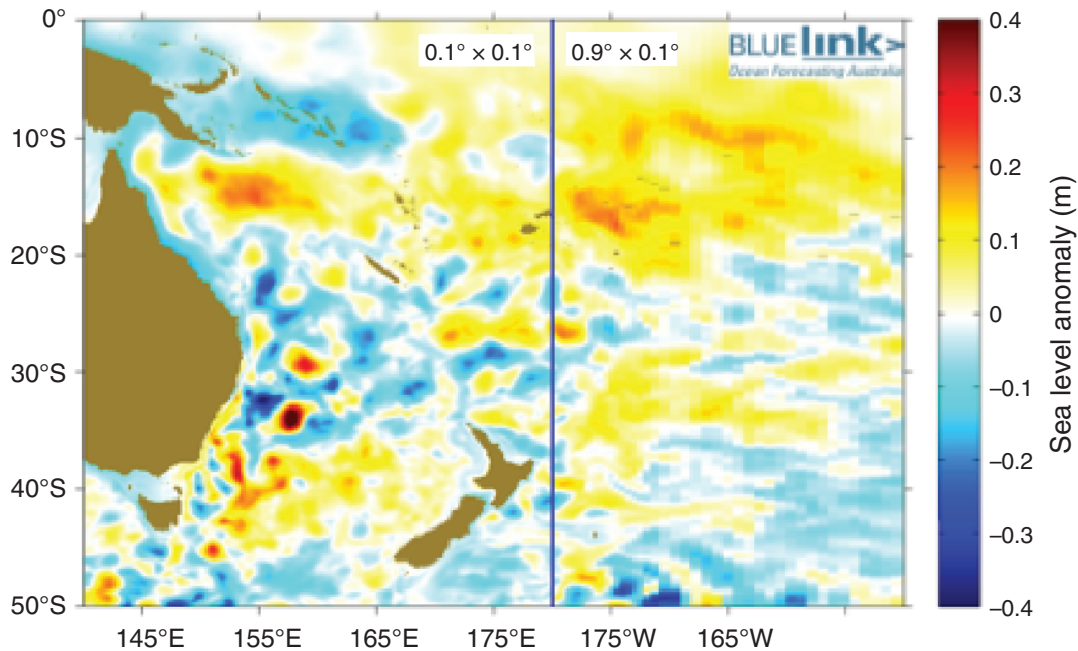 0°
10°S
20°S
30°S
40°S
50°S
0.1° × 0.1°
0.9° × 0.1°
BLUElink>
Ocean Forecasting Australia
145°E
155°E
165°E
175°E
175°W
165°W
0.4
0.3
0.2
0.1
0
–0.1
–0.2
–0.3
–0.4
Sea level anomaly (m)